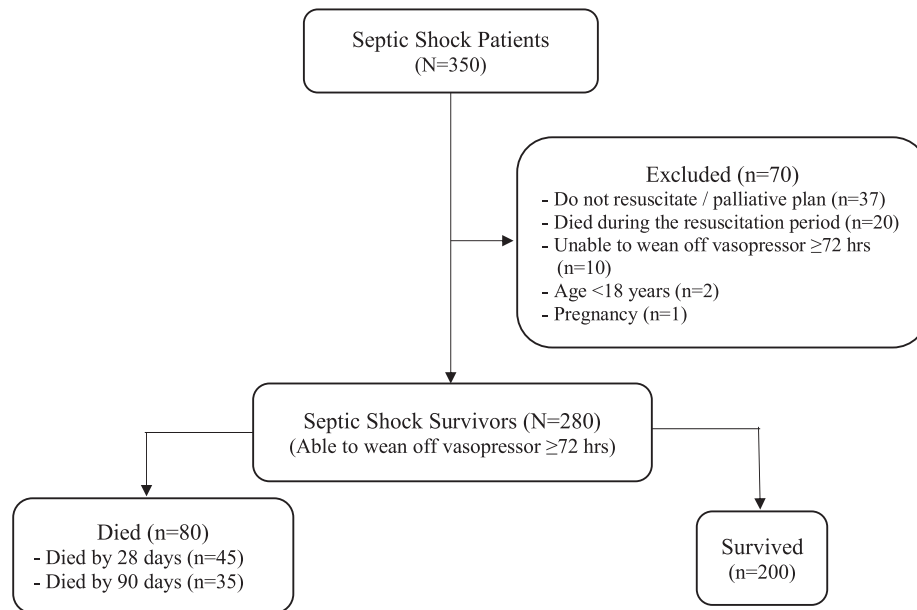 Septic Shock Patients
(N=350)
Excluded (n=70)
- Do not resuscitate / palliative plan (n=37)
- Died during the resuscitation period (n=20)
- Unable to wean off vasopressor ≥72 hrs
(n=10)
- Age <18 years (n=2)
- Pregnancy (n=1)
Septic Shock Survivors (N=280)
(Able to wean off vasopressor ≥72 hrs)
Died (n=80)
- Died by 28 days (n=45)
- Died by 90 days (n=35)
Survived
(n=200)